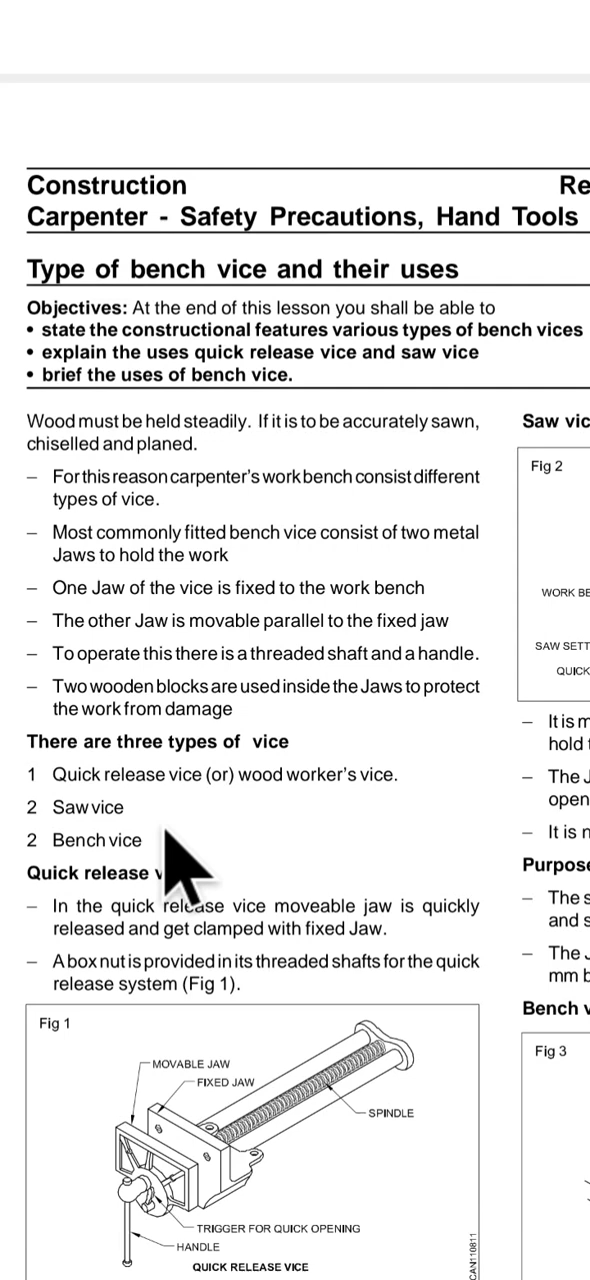 Construction
Re
Carpenter - Safety Precautions, Hand Tools
Type of bench vice and their uses
Objectives: At the end of this lesson you shall be able to
• state the constructional features various types of bench vices
• explain the uses quick release vice and saw vice
• brief the uses of bench vice.
Wood must be held steadily. If it is to be accurately sawn,
chiselled and planed.
– For this reason carpenter's work bench consist different
types of vice.
– Most commonly fitted bench vice consist of two metal
Jaws to hold the work
– One Jaw of the vice is fixed to the work bench
– The other Jaw is movable parallel to the fixed jaw
– To operate this there is a threaded shaft and a handle.
– Two wooden blocks are used inside the Jaws to protect
the work from damage
There are three types of vice
1 Quick release vice (or) wood worker's vice.
2 Saw vice
2 Bench vice
Quick release v
– In the quick release vice moveable jaw is quickly
released and get clamped with fixed Jaw.
– A box nut is provided in its threaded shafts for the quick
release system (Fig 1).
Fig 1
MOVABLE JAW
FIXED JAW
SPINDLE
TRIGGER FOR QUICK OPENING
HANDLE
QUICK RELEASE VICE
CAN110811
Saw vic
Fig 2
WORK BE
SAW SETT
QUICK
– It is m
hold
– The J
open
– It is n
Purpose
– The s
and s
– The
mm b
Bench v
Fig 3